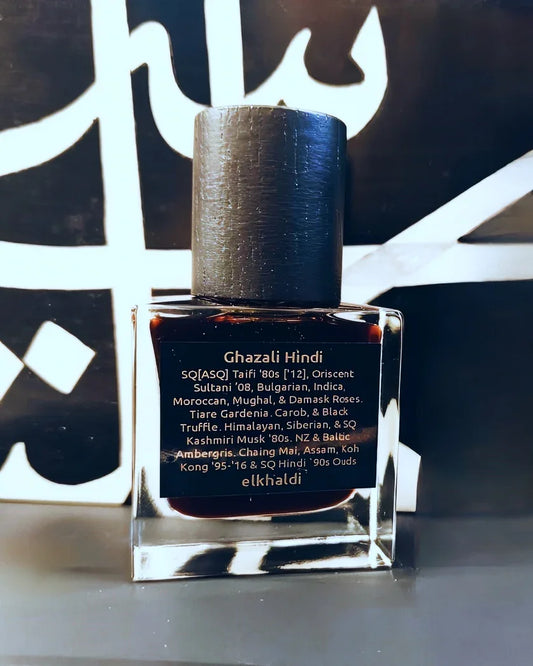 Ghazali Hindi
SQ[ASQ] Taifi '80s ['12], Oriscent
Sultani '08, Bulgarian, Indica,
Moroccan, Mughal, & Damask Roses.
Tiare Gardenia. Carob, & Black
Truffle. Himalayan, Siberian, & SQ
Kashmiri Musk '80s. NZ & Baltic
Ambergris. Chaing Mai, Assam, Koh
Kong '95-'16 & SQ Hindi `90s Ouds
elkhaldi